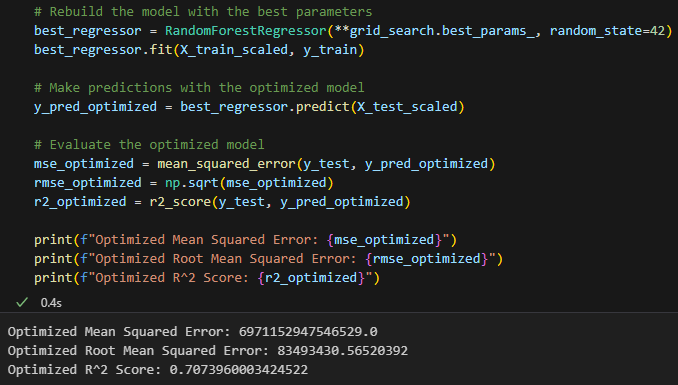 # Rebuild the model with the best parameters
best_regressor = RandomForestRegressor(**grid_search.best_params_, random_state=42)
best_regressor.fit(X_train_scaled, y_train)
# Make predictions with the optimized model
y_pred_optimized = best_regressor.predict(X_test_scaled)
# Evaluate the optimized model
mse_optimized = mean_squared_error(y_test, y_pred_optimized)
rmse_optimized = np.sqrt(mse_optimized)
r2_optimized = r2_score(y_test, y_pred_optimized)
print(f"Optimized Mean Squared Error: {mse_optimized}")
print(f"Optimized Root Mean Squared Error: {rmse_optimized}")
print(f"Optimized R^2 Score: {r2_optimized}")
✓ 0.4s
Optimized Mean Squared Error: 6971152947546529.0
Optimized Root Mean Squared Error: 83493430.56520392
Optimized R^2 Score: 0.7073960003424522